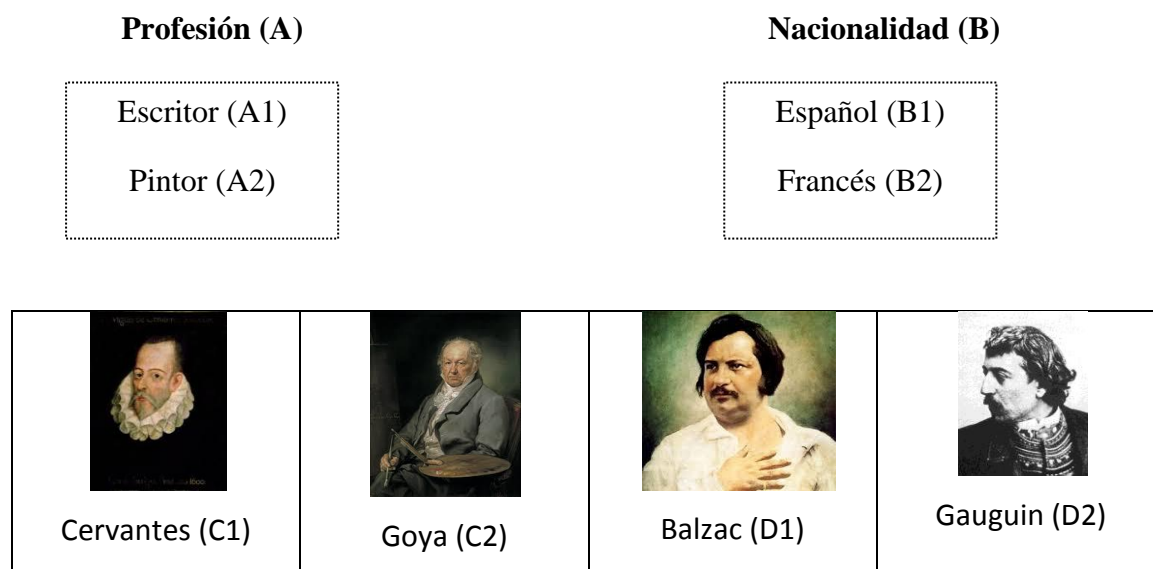 Profesión (A)
Nacionalidad (B)
Escritor (A1)
Pintor (A2)
Español (B1)
Francés (B2)
Cervantes (C1)
Goya (C2)
Balzac (D1)
Gauguin (D2)